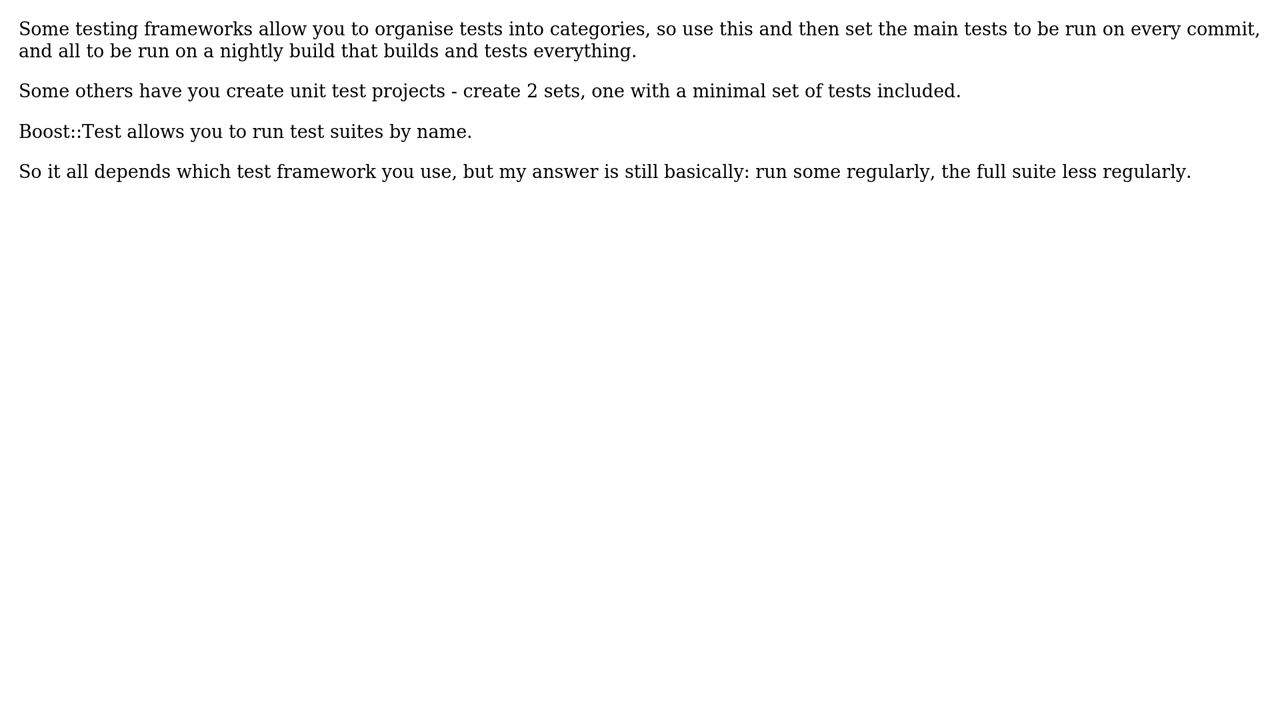 Some testing frameworks allow you to organise tests into categories, so use this and then set the main tests to be run on every commit,
and all to be run on a nightly build that builds and tests everything.
Some others have you create unit test projects - create 2 sets, one with a minimal set of tests included.
Boost::Test allows you to run test suites by name.
So it all depends which test framework you use, but my answer is still basically: run some regularly, the full suite less regularly.